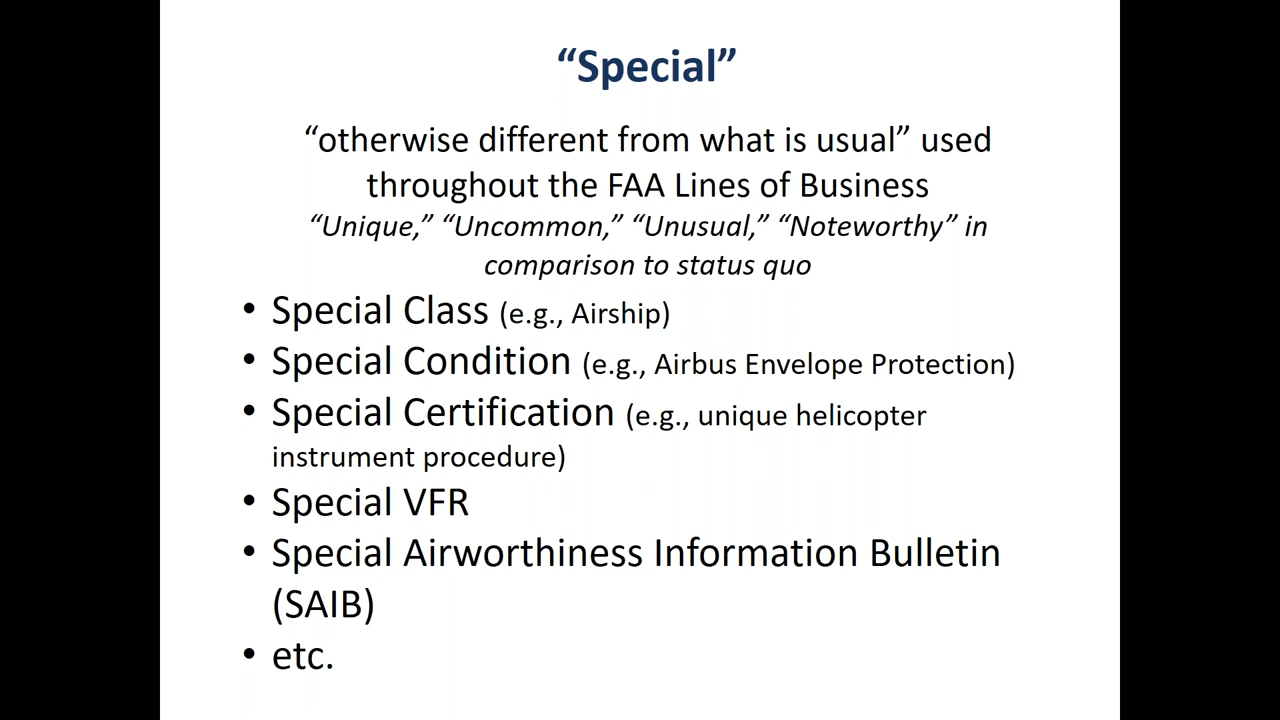 “Special”
“otherwise different from what is usual” used
throughout the FAA Lines of Business
“Unique,” “Uncommon,” “Unusual,” “Noteworthy” in
comparison to status quo
• Special Class (e.g., Airship)
• Special Condition (e.g., Airbus Envelope Protection)
• Special Certification (e.g., unique helicopter
instrument procedure)
• Special VFR
• Special Airworthiness Information Bulletin
(SAIB)
• etc.